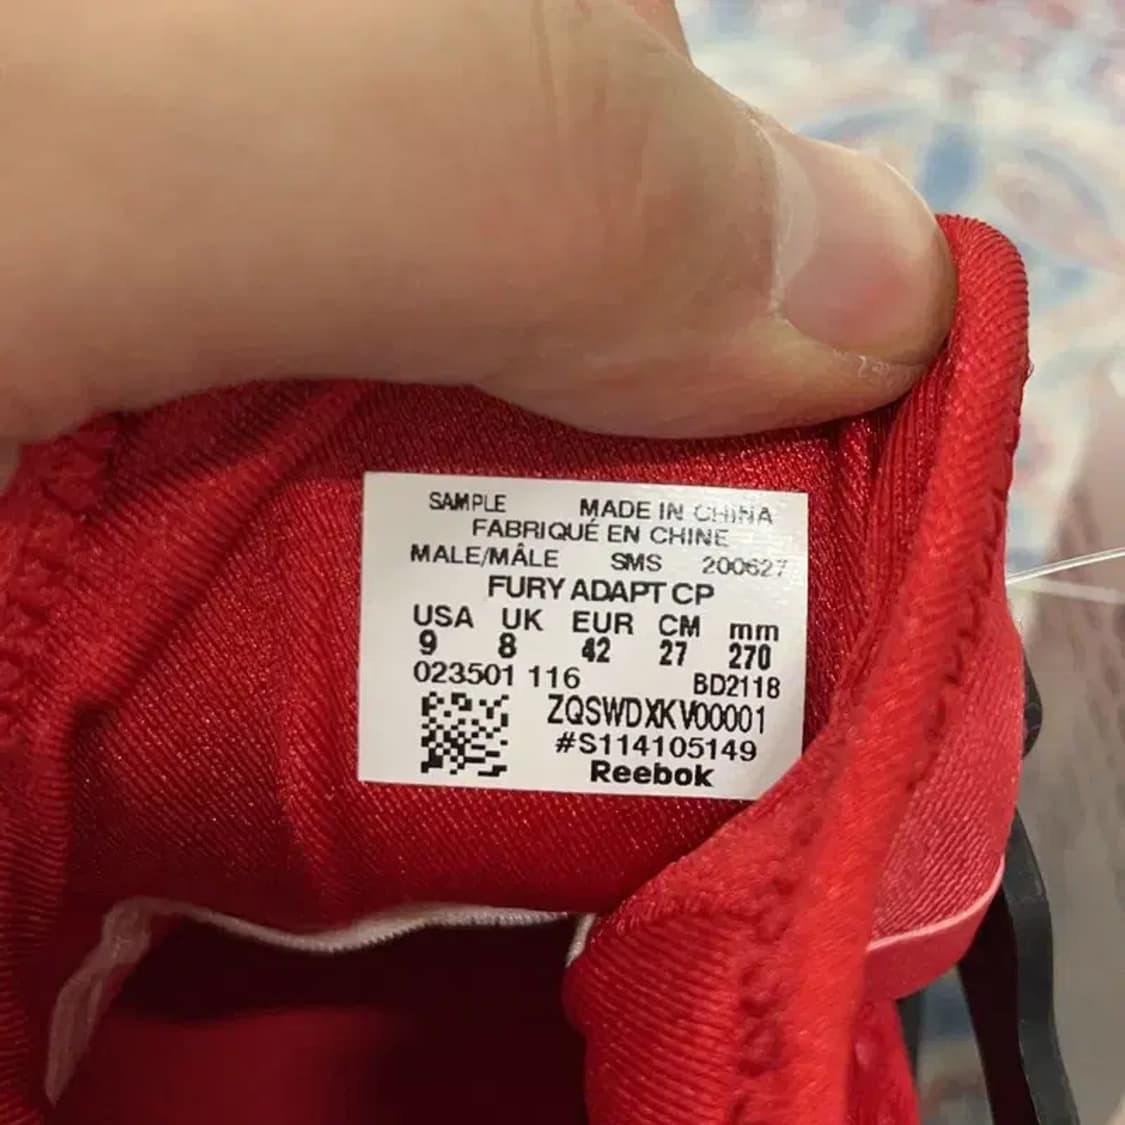 SAMPLE MADE IN CHINA
FABRIQUÉ EN CHINE
MALE/MÂLE SMS 200627
FURY ADAPT CP
USA UK EUR CM mm
9 8 42 27 270
023501 116 BD2118
ZQSWDXKV00001
#S114105149
Reebok